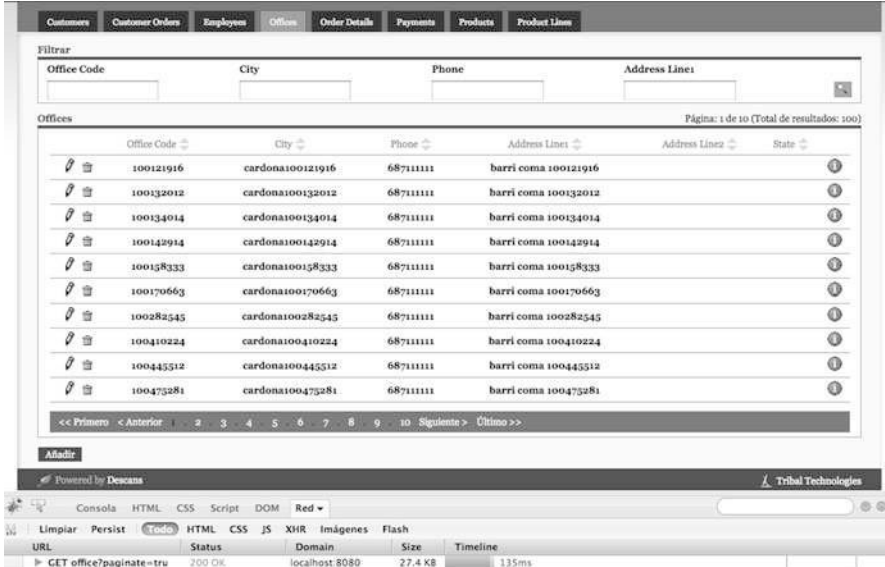 Customers Customer Orders Employees Offices Order Details Payments Products Product Lines
Filtrar
Office Code City Phone Address Line1
Offices Página: 1 de 10 (Total de resultados: 100)
Office Code City Phone Address Line1 Address Line2 State
100121916 cardona100121916 687111111 barri coma 100121916
100132012 cardona100132012 687111111 barri coma 100132012
100134014 cardona100134014 687111111 barri coma 100134014
100142914 cardona100142914 687111111 barri coma 100142914
100158333 cardona100158333 687111111 barri coma 100158333
100170663 cardona100170663 687111111 barri coma 100170663
100282545 cardona100282545 687111111 barri coma 100282545
100410224 cardona100410224 687111111 barri coma 100410224
100445512 cardona100445512 687111111 barri coma 100445512
100475281 cardona100475281 687111111 barri coma 100475281
<< Primero < Anterior 1 . 2 . 3 . 4 . 5 . 6 . 7 . 8 . 9 . 10 Siguiente > Último >>
Añadir
Powered by Descans Tribal Technologies
Consola HTML CSS Script DOM Red
Limpiar Persist Todo HTML CSS JS XHR Imágenes Flash
URL Status Domain Size Timeline
GET office?paginate=tru 200 OK localhost:8080 27.4 KB 135ms